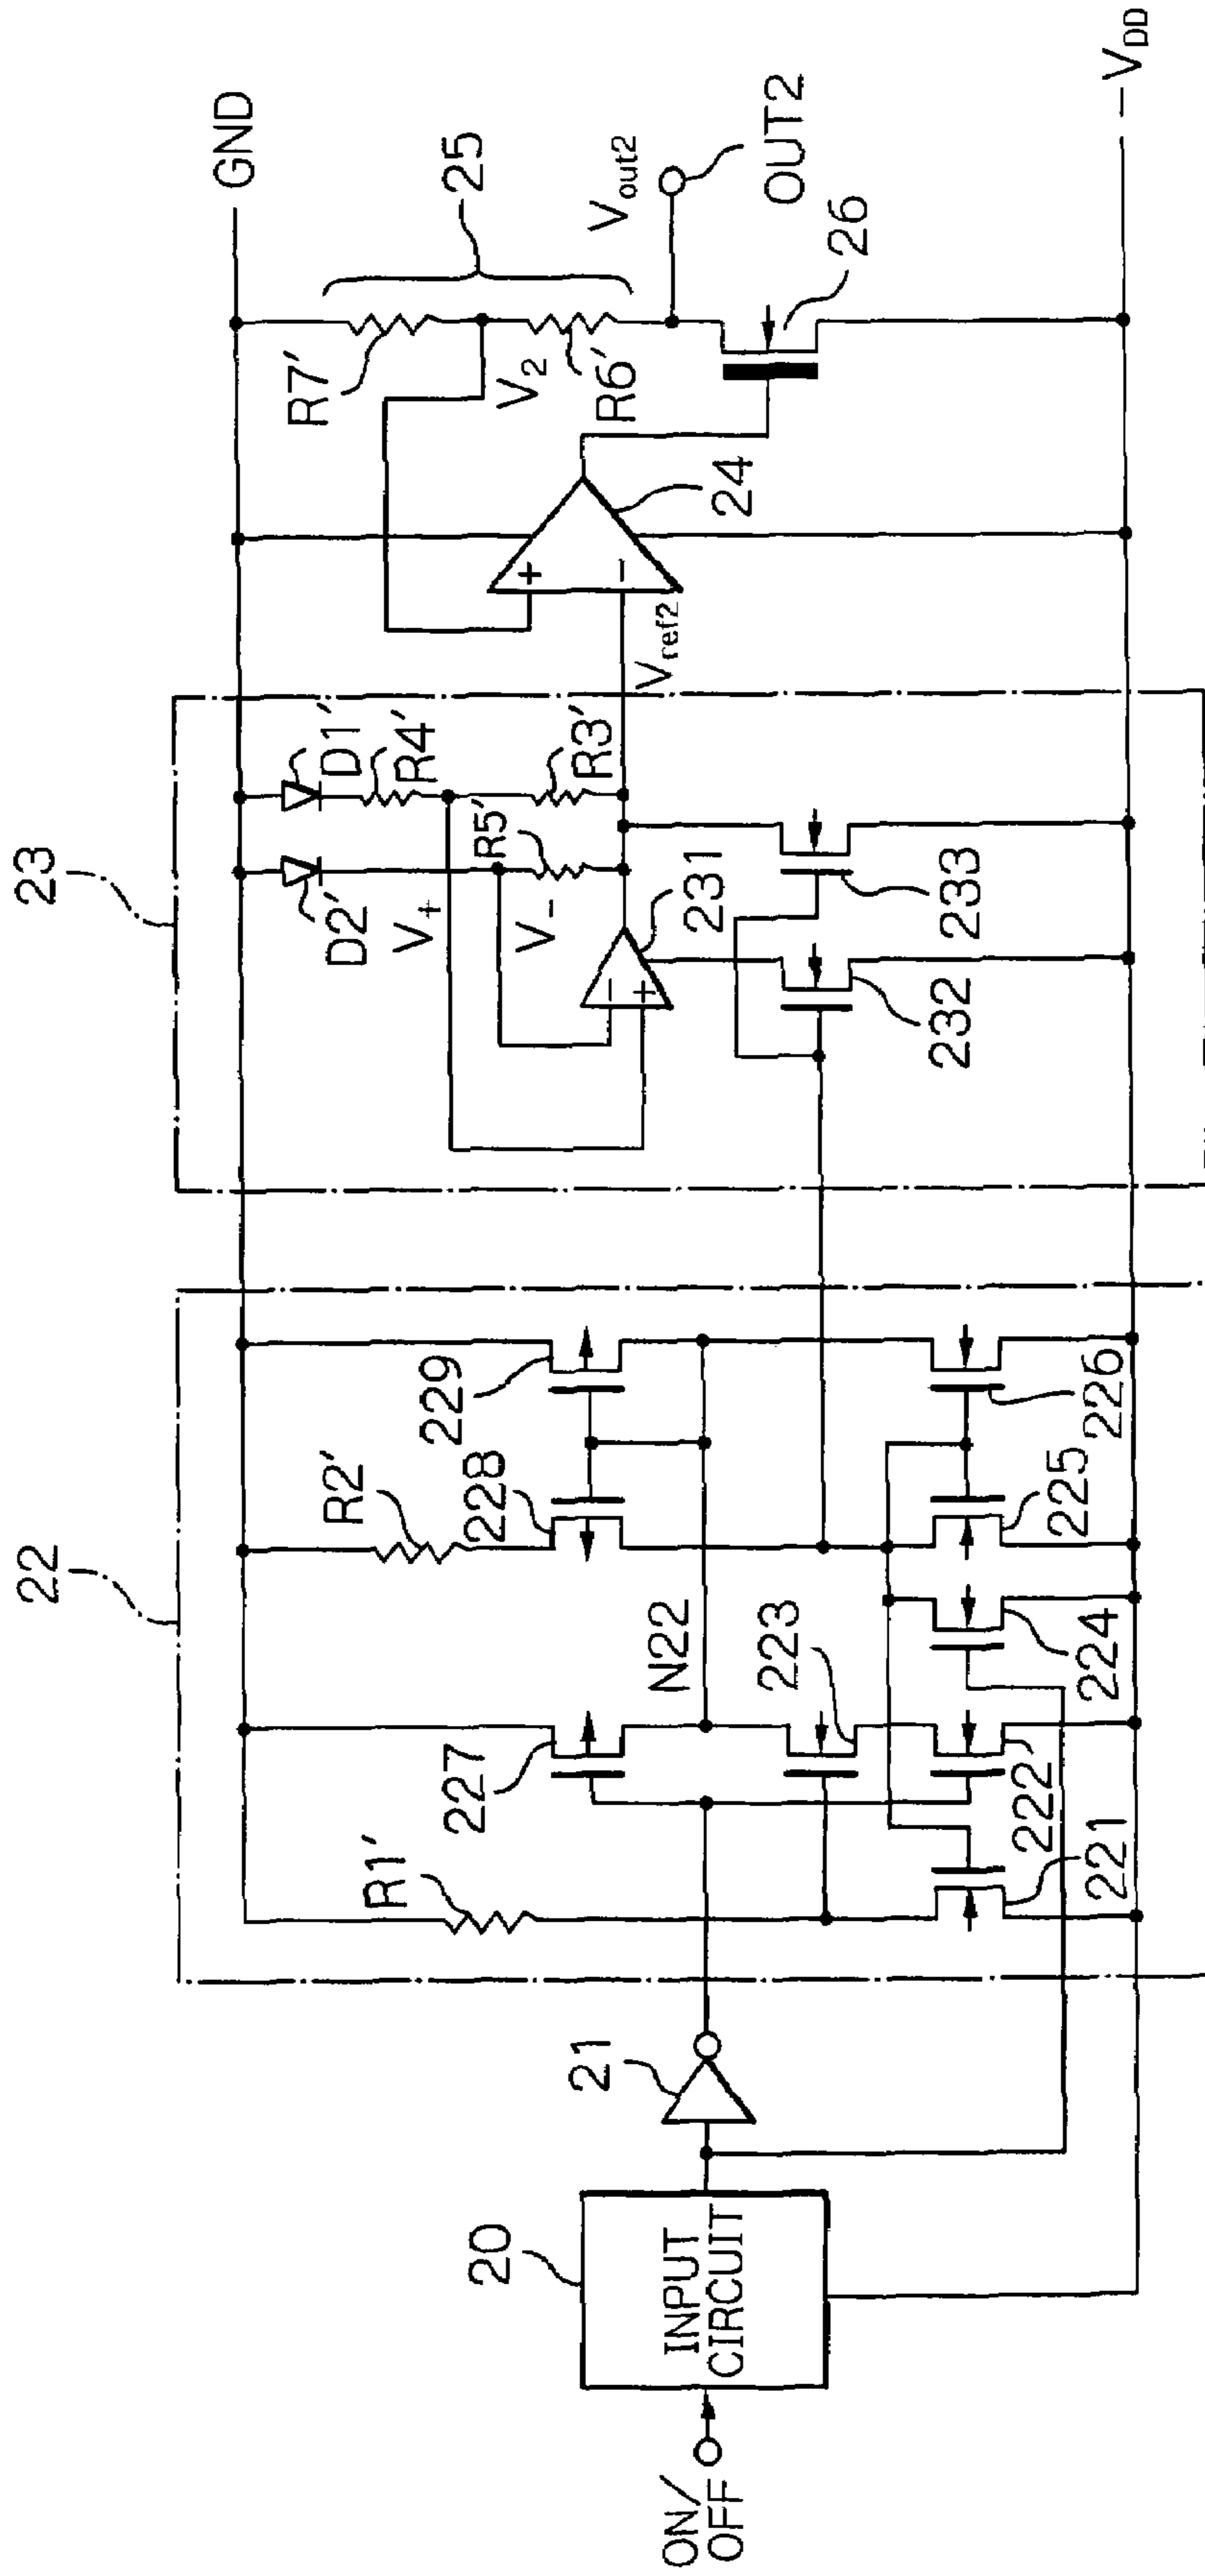 ON/
OFF
20
INPUT
CIRCUIT
21
22
R1'
227
N22
223
221
222
224
R2'
228
229
225
226
23
D2'
D1'
R4'
V+
V−
R5'
R3'
231
232
233
Vref2
24
R7'
V2
R6'
25
Vout2
OUT2
26
GND
−VDD